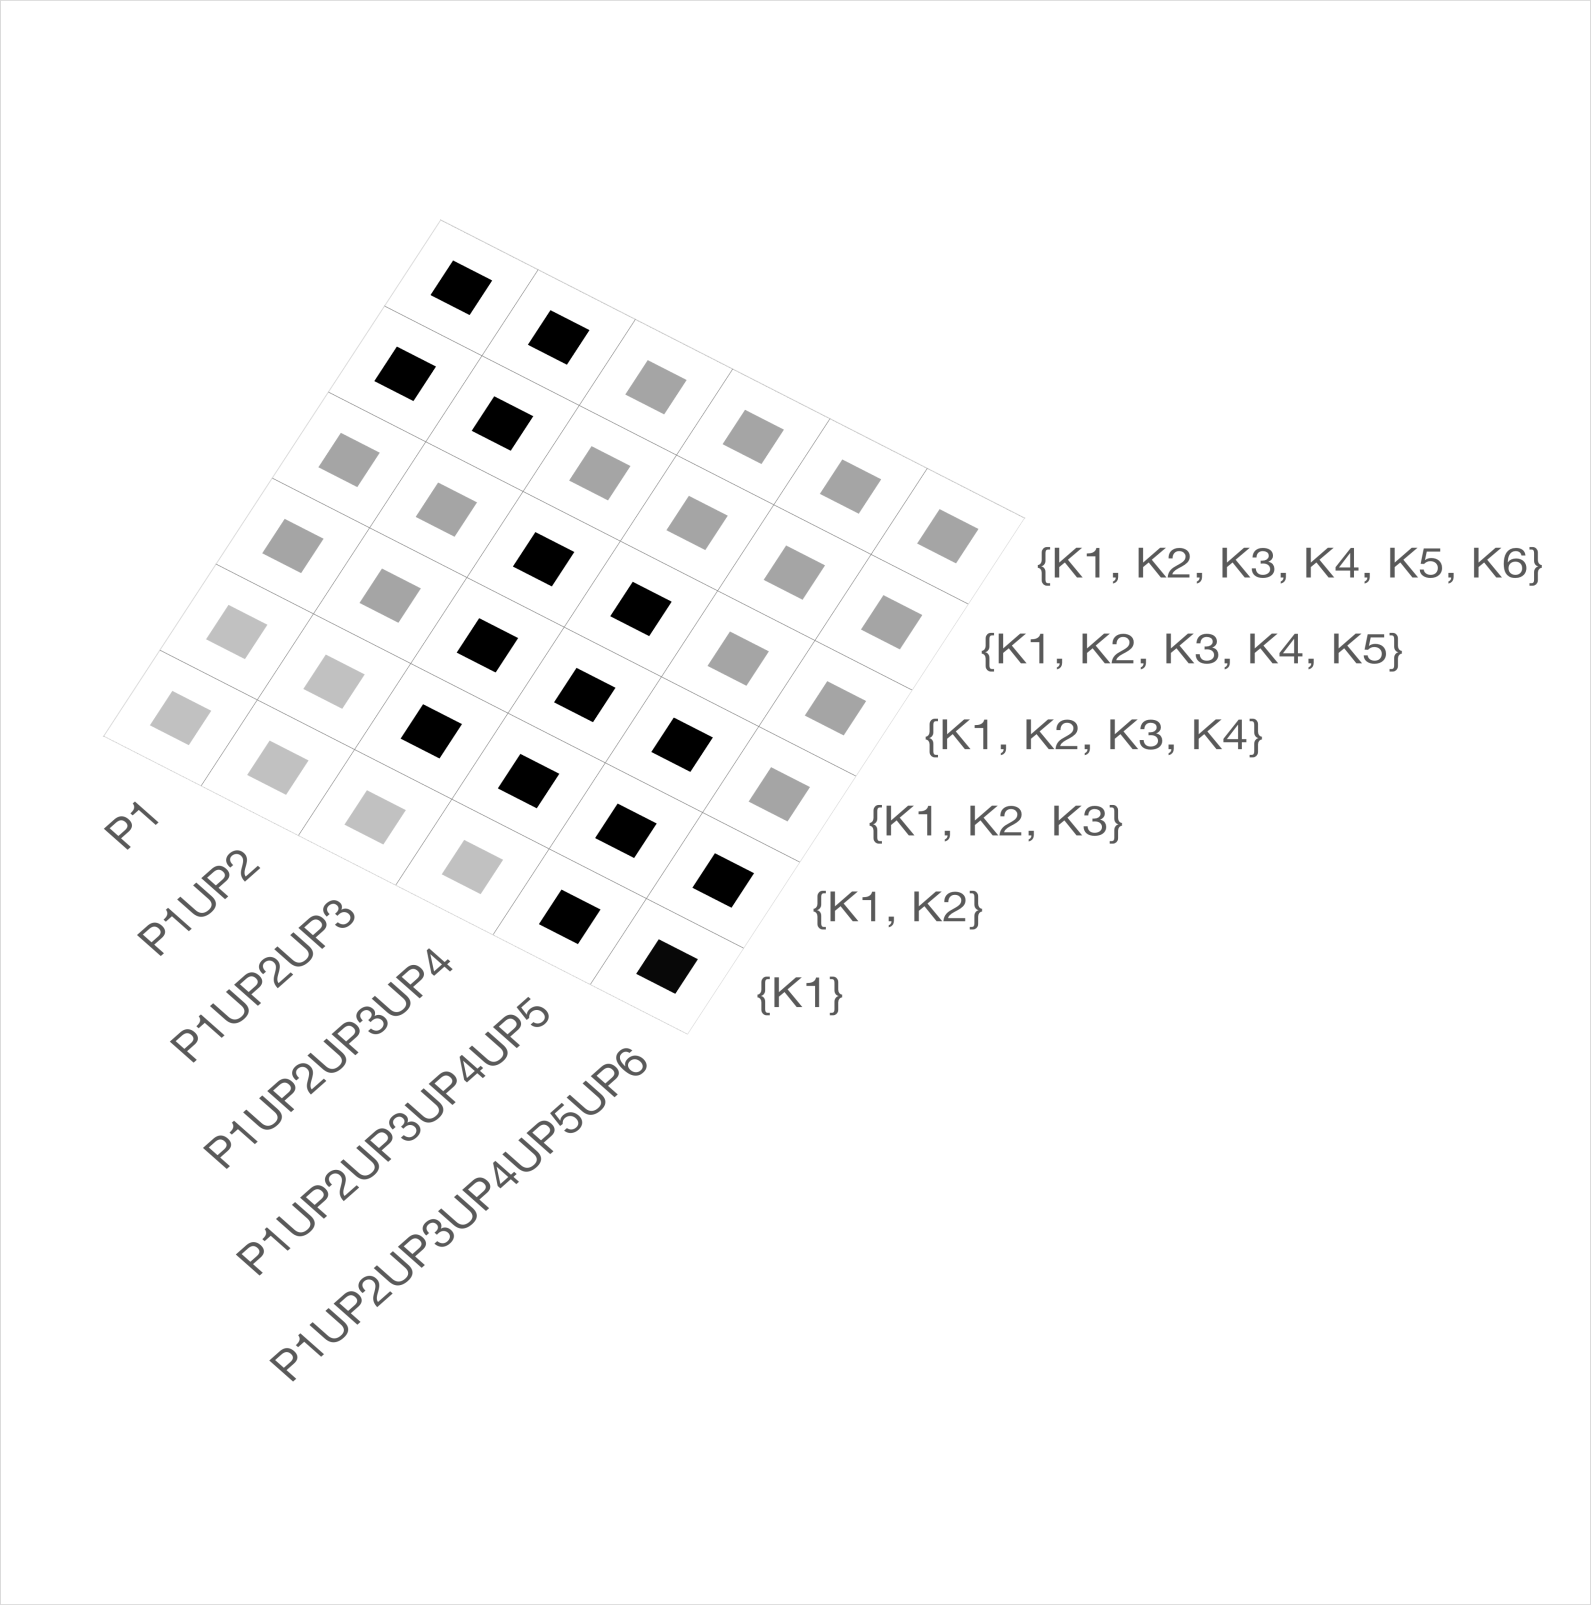 {K1, K2, K3, K4, K5, K6}
{K1, K2, K3, K4, K5}
{K1, K2, K3, K4}
{K1, K2, K3}
{K1, K2}
{K1}
P1
P1UP2
P1UP2UP3
P1UP2UP3UP4
P1UP2UP3UP4UP5
P1UP2UP3UP4UP5UP6